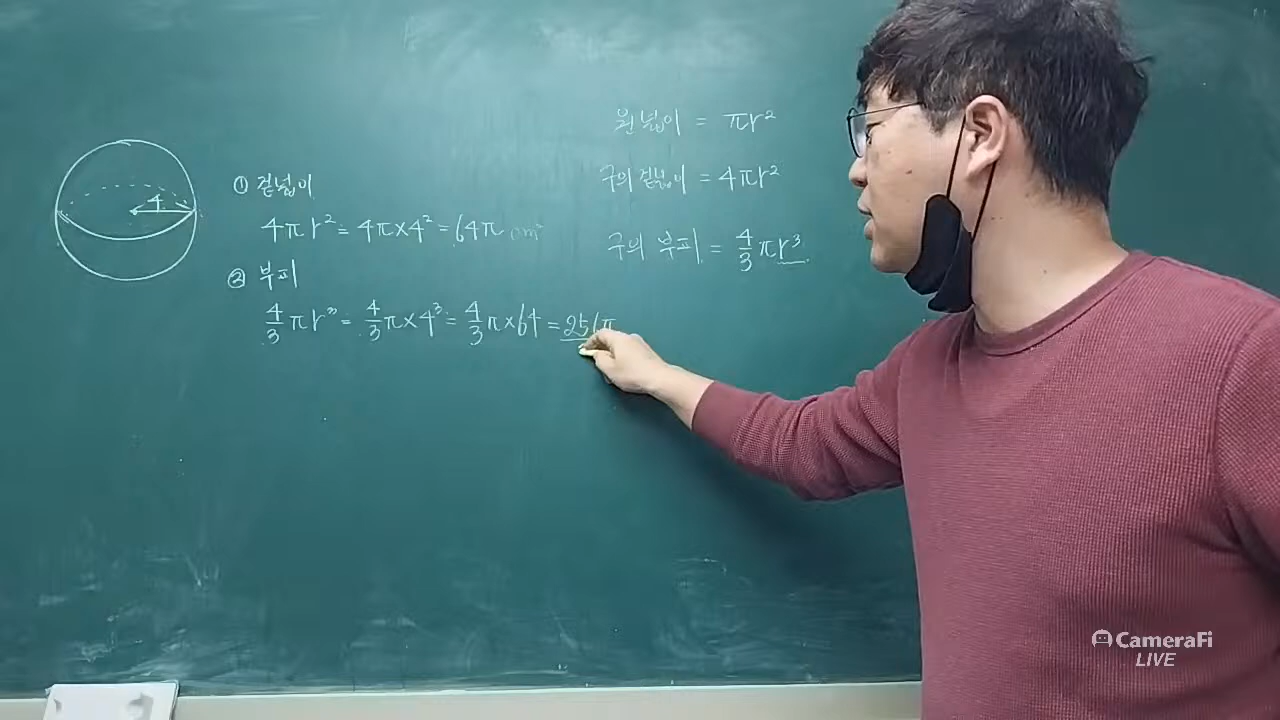 4
① 겉넓이
4πr² = 4π×4² = 64π cm²
② 부피
4/3 πr³ = 4/3 π×4³ = 4/3 π×64 = 256π
원 넓이 = πr²
구의 겉넓이 = 4πr²
구의 부피 = 4/3 πr³
CameraFi
LIVE